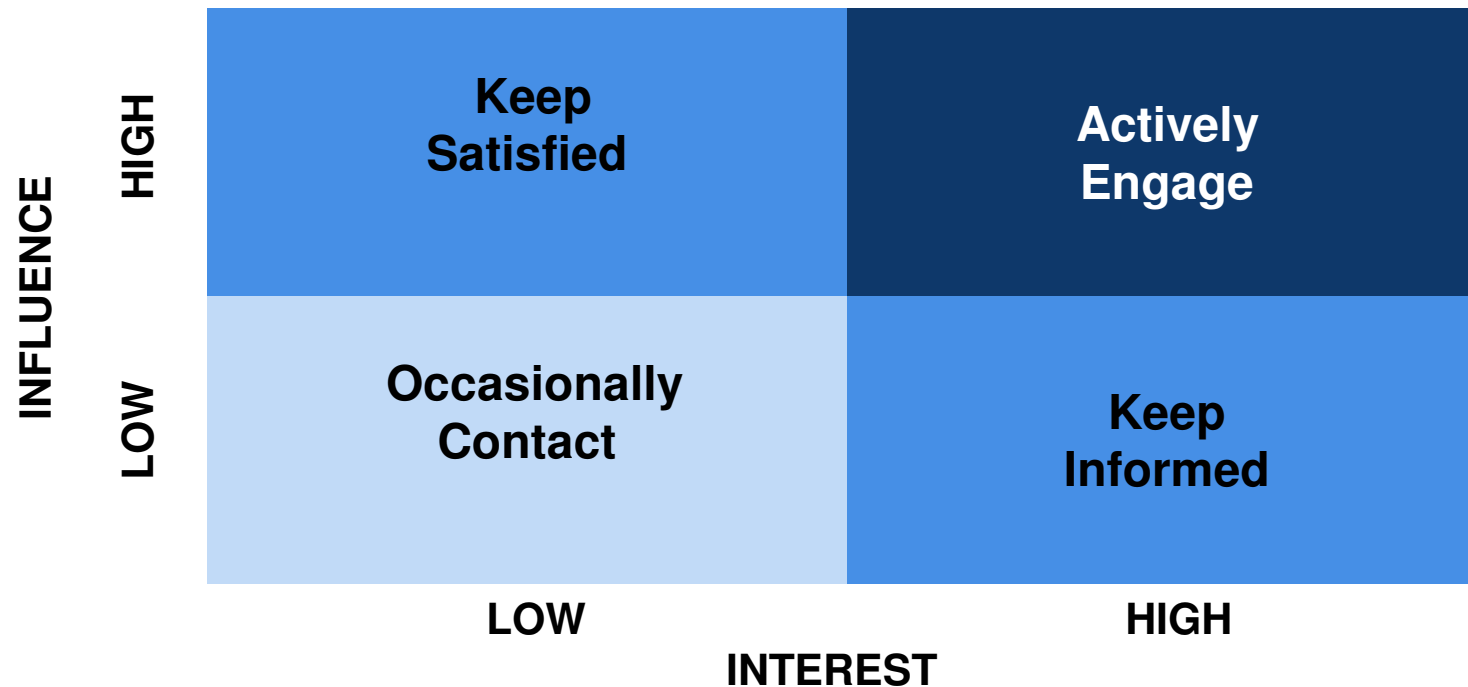 INFLUENCE
HIGH
Keep
Satisfied
Actively
Engage
LOW
Occasionally
Contact
Keep
Informed
LOW
HIGH
INTEREST